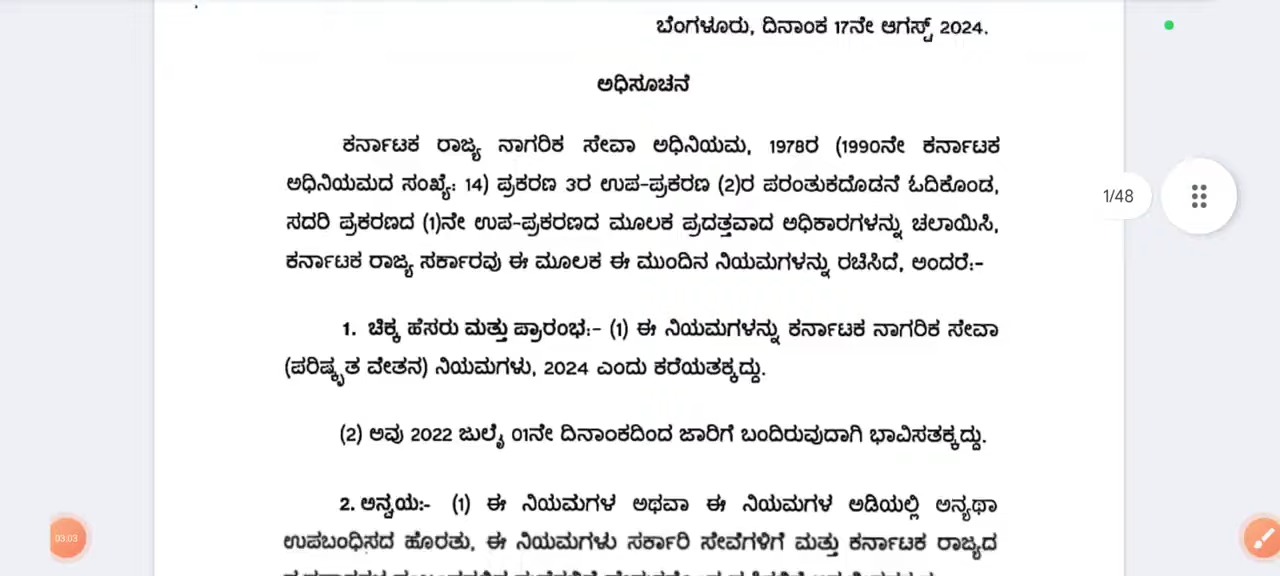 ಬೆಂಗಳೂರು, ದಿನಾಂಕ 17ನೇ ಆಗಸ್ಟ್ 2024.
ಅಧಿಸೂಚನೆ
ಕರ್ನಾಟಕ ರಾಜ್ಯ ನಾಗರಿಕ ಸೇವಾ ಅಧಿನಿಯಮ, 1978ರ (1990ನೇ ಕರ್ನಾಟಕ
ಅಧಿನಿಯಮದ ಸಂಖ್ಯೆ: 14) ಪ್ರಕರಣ 3ರ ಉಪ-ಪ್ರಕರಣ (2)ರ ಪರಂತುಕದೊಡನೆ ಓದಿಕೊಂಡ,
ಸದರಿ ಪ್ರಕರಣದ (1)ನೇ ಉಪ-ಪ್ರಕರಣದ ಮೂಲಕ ಪ್ರದತ್ತವಾದ ಅಧಿಕಾರಗಳನ್ನು ಚಲಾಯಿಸಿ,
ಕರ್ನಾಟಕ ರಾಜ್ಯ ಸರ್ಕಾರವು ಈ ಮೂಲಕ ಈ ಮುಂದಿನ ನಿಯಮಗಳನ್ನು ರಚಿಸಿದೆ, ಅಂದರೆ:-
1/48
1. ಚಿಕ್ಕ ಹೆಸರು ಮತ್ತು ಪ್ರಾರಂಭ:- (1) ಈ ನಿಯಮಗಳನ್ನು ಕರ್ನಾಟಕ ನಾಗರಿಕ ಸೇವಾ
(ಪರಿಷ್ಕೃತ ವೇತನ) ನಿಯಮಗಳು, 2024 ಎಂದು ಕರೆಯತಕ್ಕದ್ದು.
(2) ಅವು 2022 ಜುಲೈ 01ನೇ ದಿನಾಂಕದಿಂದ ಜಾರಿಗೆ ಬಂದಿರುವುದಾಗಿ ಭಾವಿಸತಕ್ಕದ್ದು.
2. ಅನ್ವಯ:- (1) ಈ ನಿಯಮಗಳ ಅಥವಾ ಈ ನಿಯಮಗಳ ಅಡಿಯಲ್ಲಿ ಅನ್ಯಥಾ
ಉಪಬಂಧಿಸಿದ ಹೊರತು, ಈ ನಿಯಮಗಳು ಸರ್ಕಾರಿ ಸೇವೆಗಳಿಗೆ ಮತ್ತು ಕರ್ನಾಟಕ ರಾಜ್ಯದ
03:03